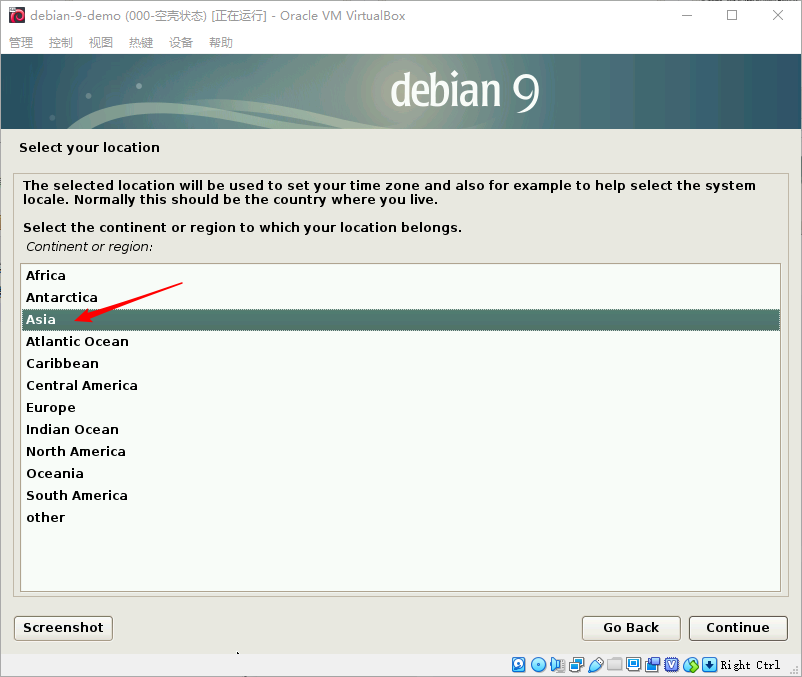 debian-9-demo (000-空壳状态) [正在运行] - Oracle VM VirtualBox
管理 控制 视图 热键 设备 帮助
debian 9
Select your location
The selected location will be used to set your time zone and also for example to help select the system
locale. Normally this should be the country where you live.
Select the continent or region to which your location belongs.
Continent or region:
Africa
Antarctica
Asia
Atlantic Ocean
Caribbean
Central America
Europe
Indian Ocean
North America
Oceania
South America
other
Screenshot Go Back Continue
Right Ctrl